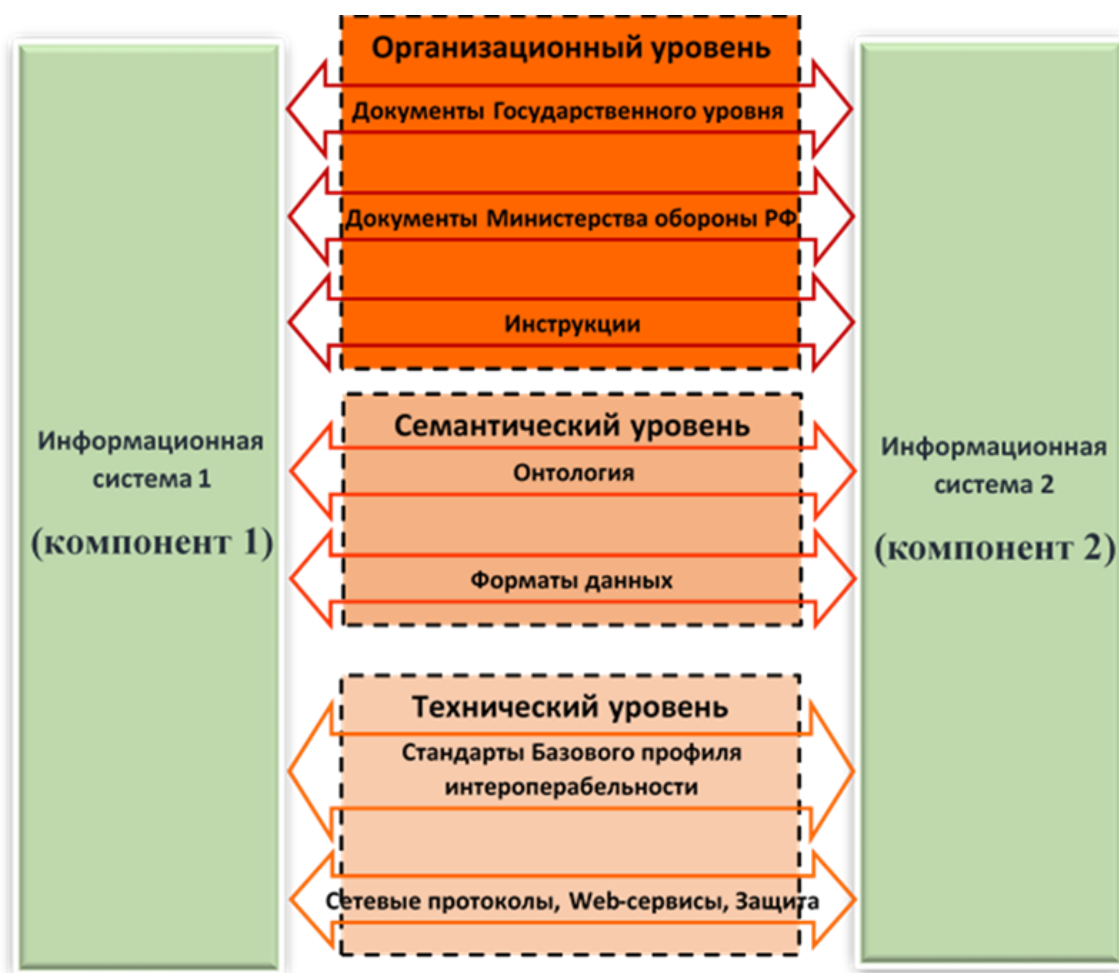 Организационный уровень
Документы Государственного уровня
Документы Министерства обороны РФ
Инструкции
Информационная
система 1
(компонент 1)
Семантический уровень
Онтология
Форматы данных
Информационная
система 2
(компонент 2)
Технический уровень
Стандарты Базового профиля
интероперабельности
Сетевые протоколы, Web-сервисы, Защита